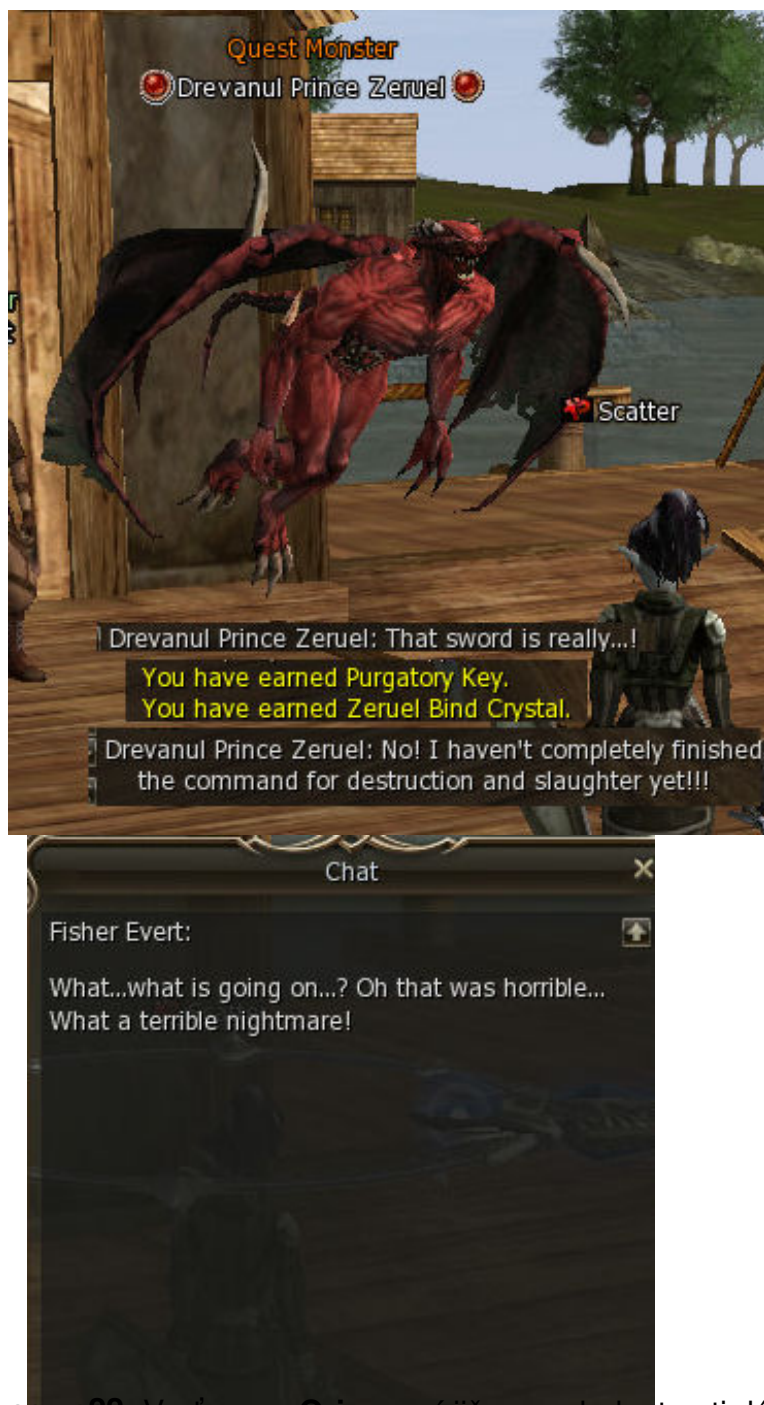 Quest Monster
Drevanul Prince Zeruel
Scatter
Drevanul Prince Zeruel: That sword is really...!
You have earned Purgatory Key.
You have earned Zeruel Bind Crystal.
Drevanul Prince Zeruel: No! I haven't completely finished
the command for destruction and slaughter yet!!!
Chat
Fisher Evert:
What...what is going on...? Oh that was horrible...
What a terrible nightmare!